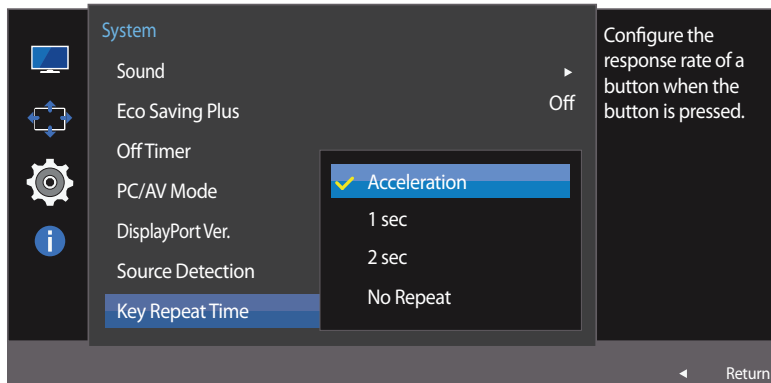 System
Sound
Eco Saving Plus
Off
Off Timer
PC/AV Mode
DisplayPort Ver.
Source Detection
Key Repeat Time
Acceleration
1 sec
2 sec
No Repeat
Configure the
response rate of a
button when the
button is pressed.
Return